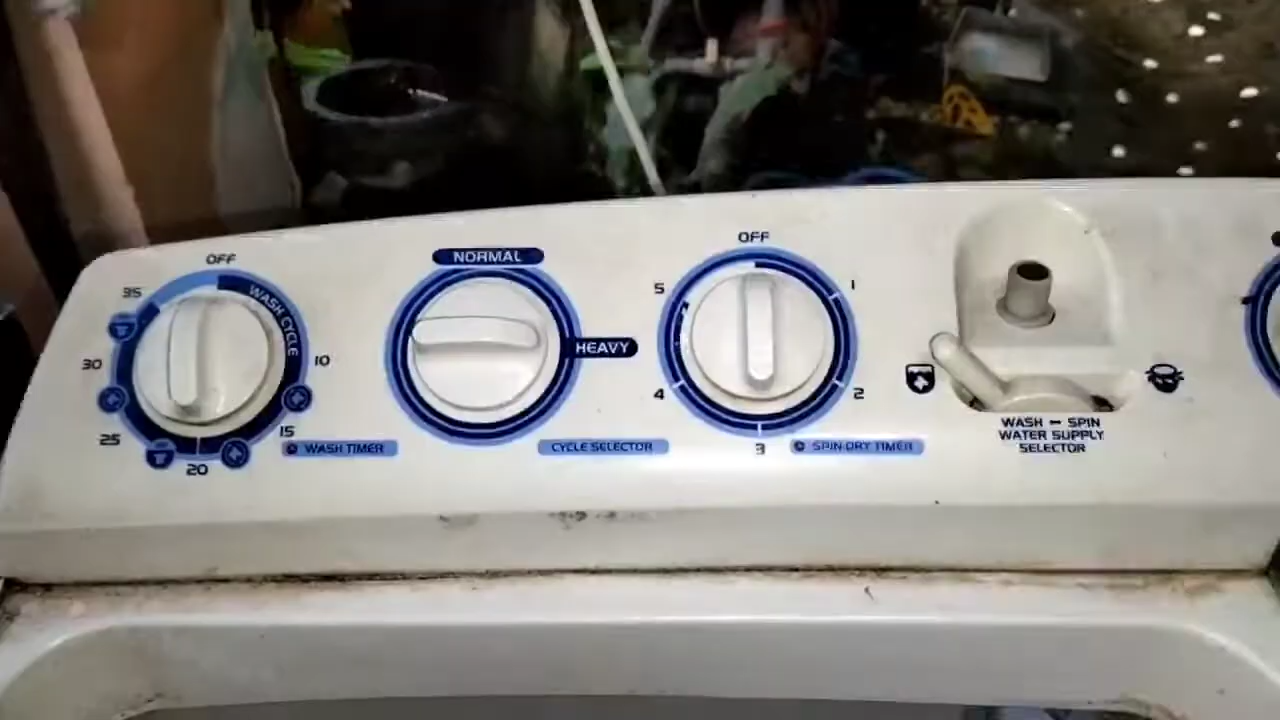 OFF
35
WASH CYCLE
30
10
25
15
20
WASH TIMER
NORMAL
HEAVY
CYCLE SELECTOR
OFF
5
1
4
2
3
SPIN-DRY TIMER
WASH - SPIN
WATER SUPPLY
SELECTOR